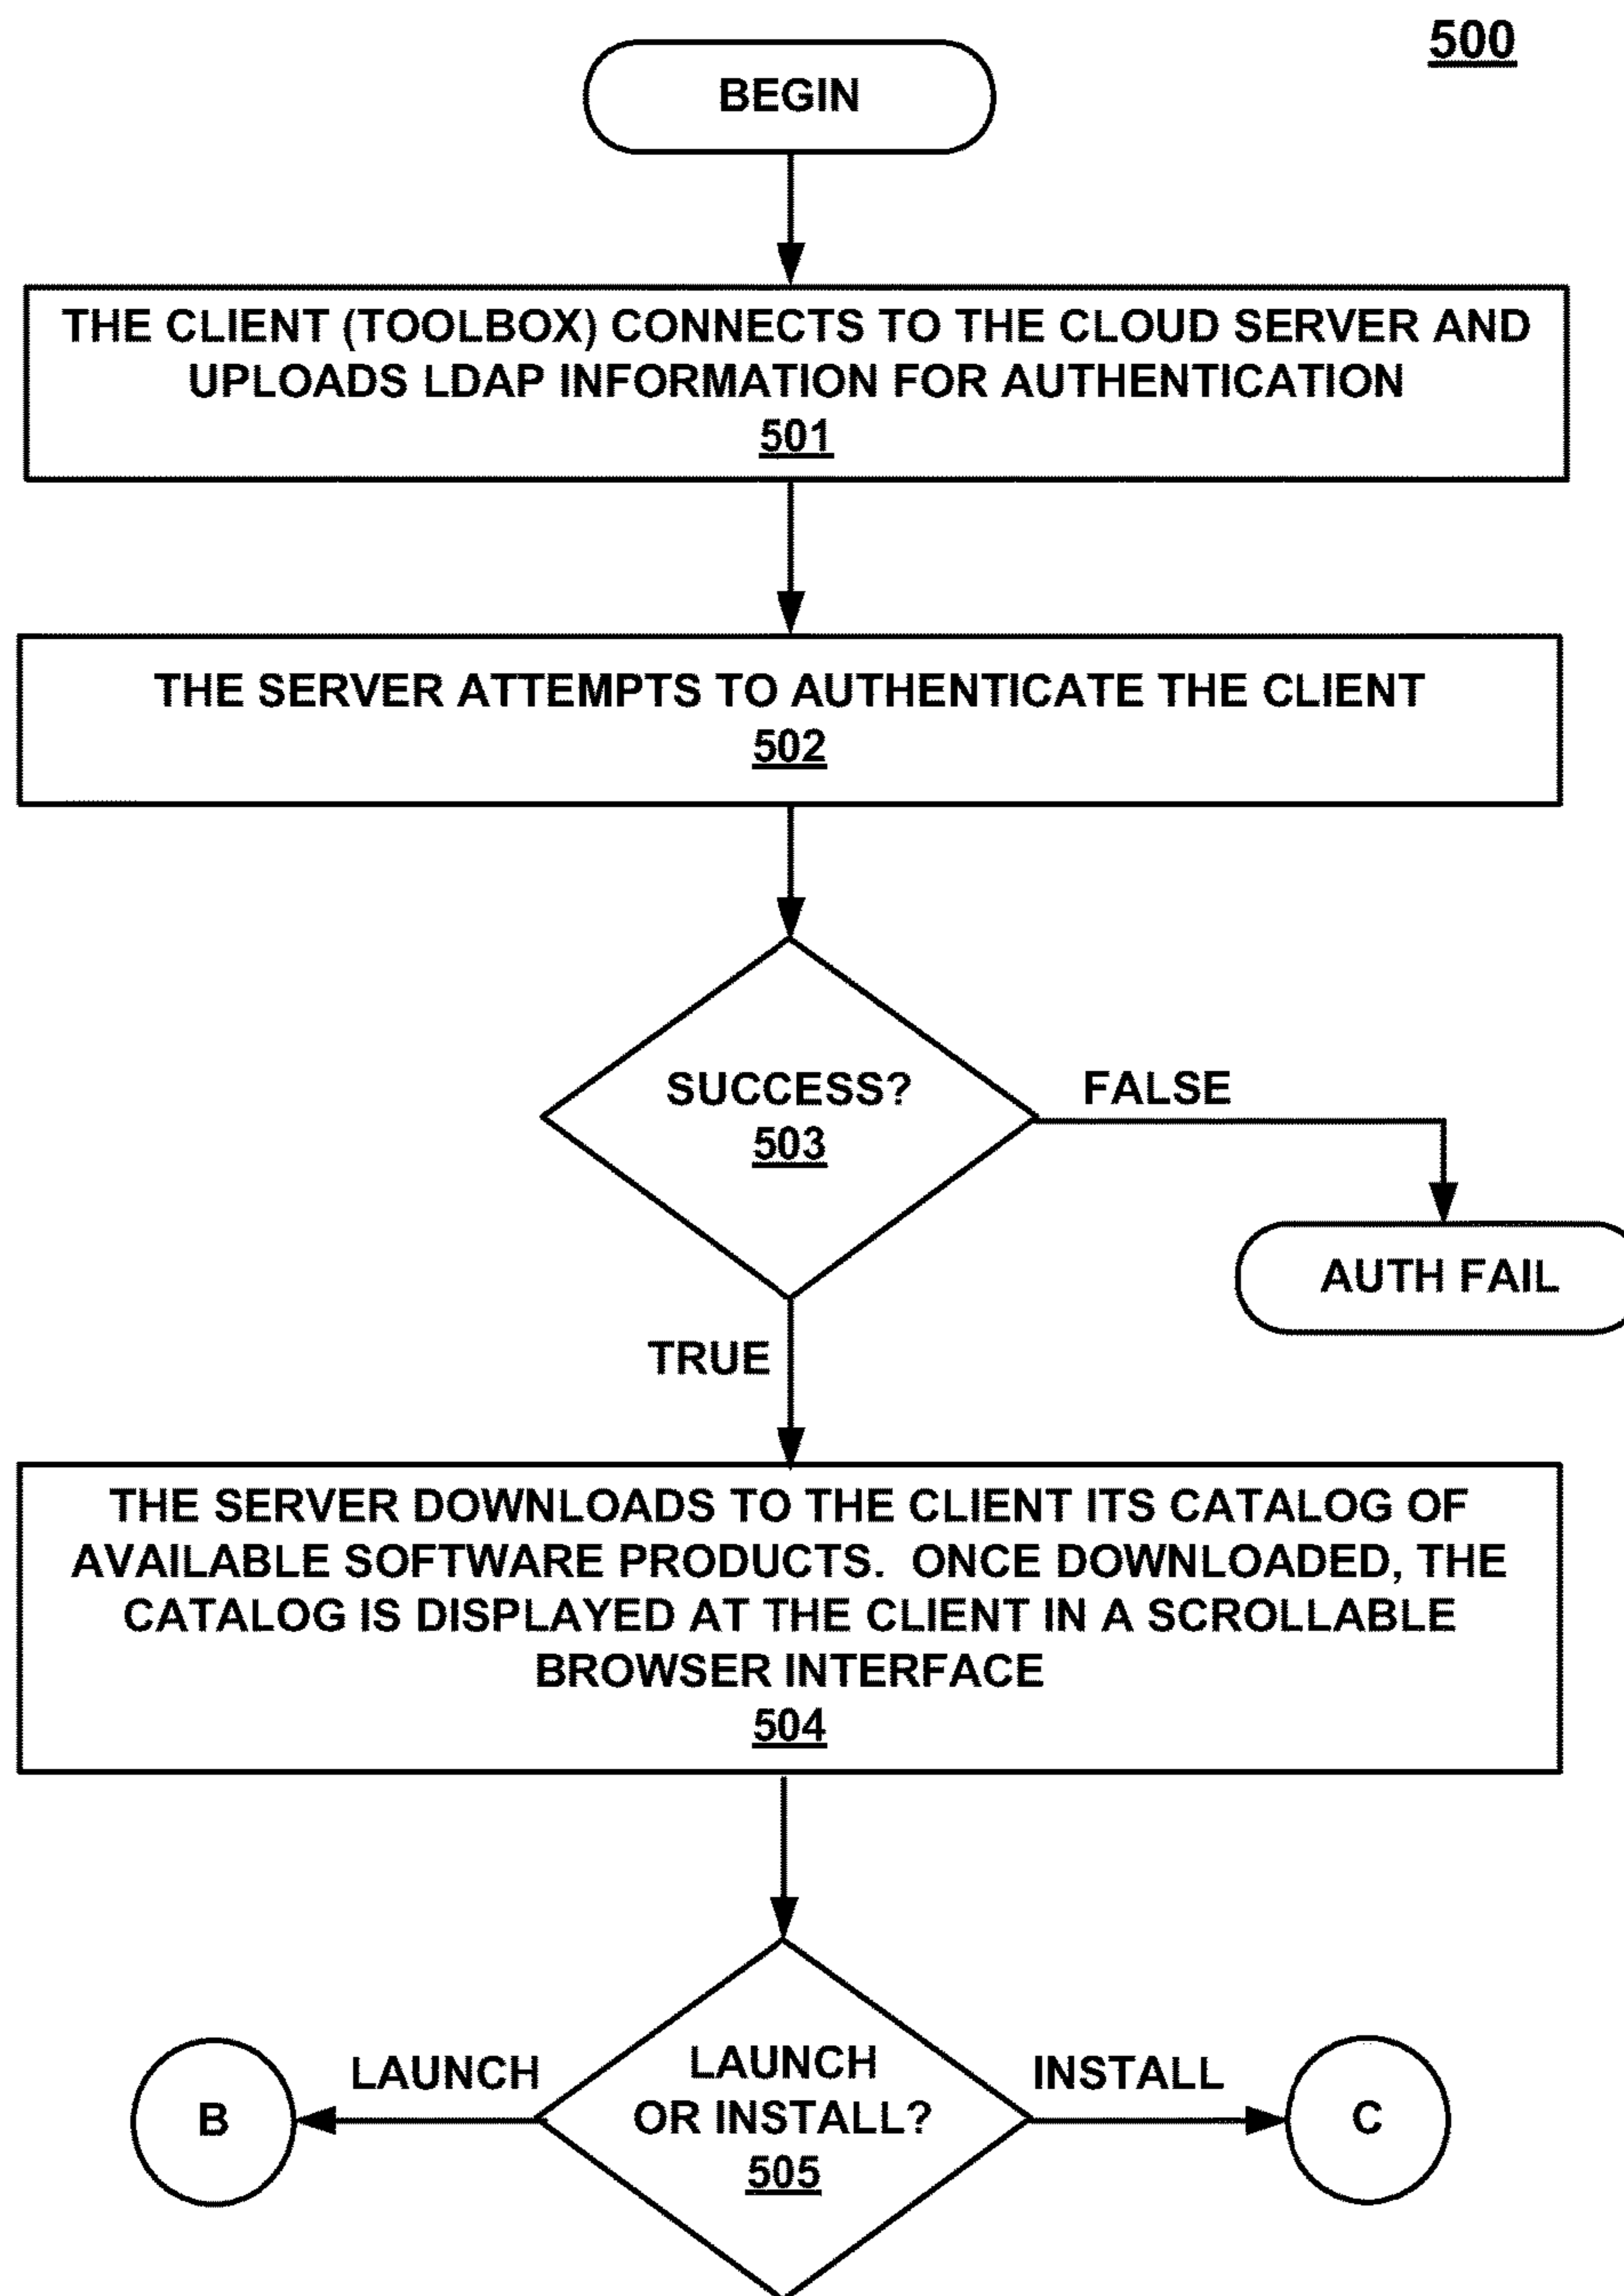 500
BEGIN
THE CLIENT (TOOLBOX) CONNECTS TO THE CLOUD SERVER AND
UPLOADS LDAP INFORMATION FOR AUTHENTICATION
501
THE SERVER ATTEMPTS TO AUTHENTICATE THE CLIENT
502
SUCCESS?
503
FALSE
AUTH FAIL
TRUE
THE SERVER DOWNLOADS TO THE CLIENT ITS CATALOG OF
AVAILABLE SOFTWARE PRODUCTS. ONCE DOWNLOADED, THE
CATALOG IS DISPLAYED AT THE CLIENT IN A SCROLLABLE
BROWSER INTERFACE
504
LAUNCH
OR INSTALL?
505
LAUNCH
B
INSTALL
C